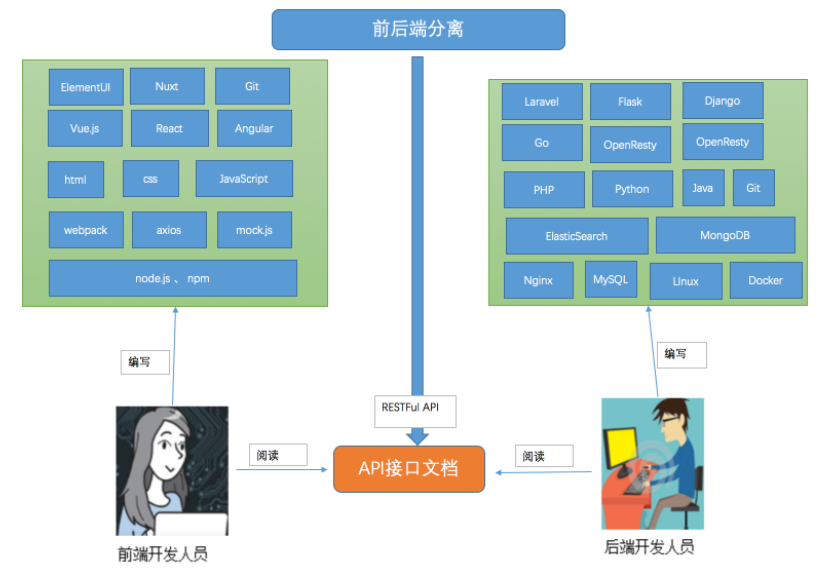 前后端分离
ElementUI
Nuxt
Git
Vue.js
React
Angular
html
css
JavaScript
webpack
axios
mock.js
node.js 、 npm
编写
前端开发人员
阅读
RESTFul API
API接口文档
阅读
Laravel
Flask
Django
Go
OpenResty
OpenResty
PHP
Python
Java
Git
ElasticSearch
MongoDB
Nginx
MySQL
LInux
Docker
编写
后端开发人员